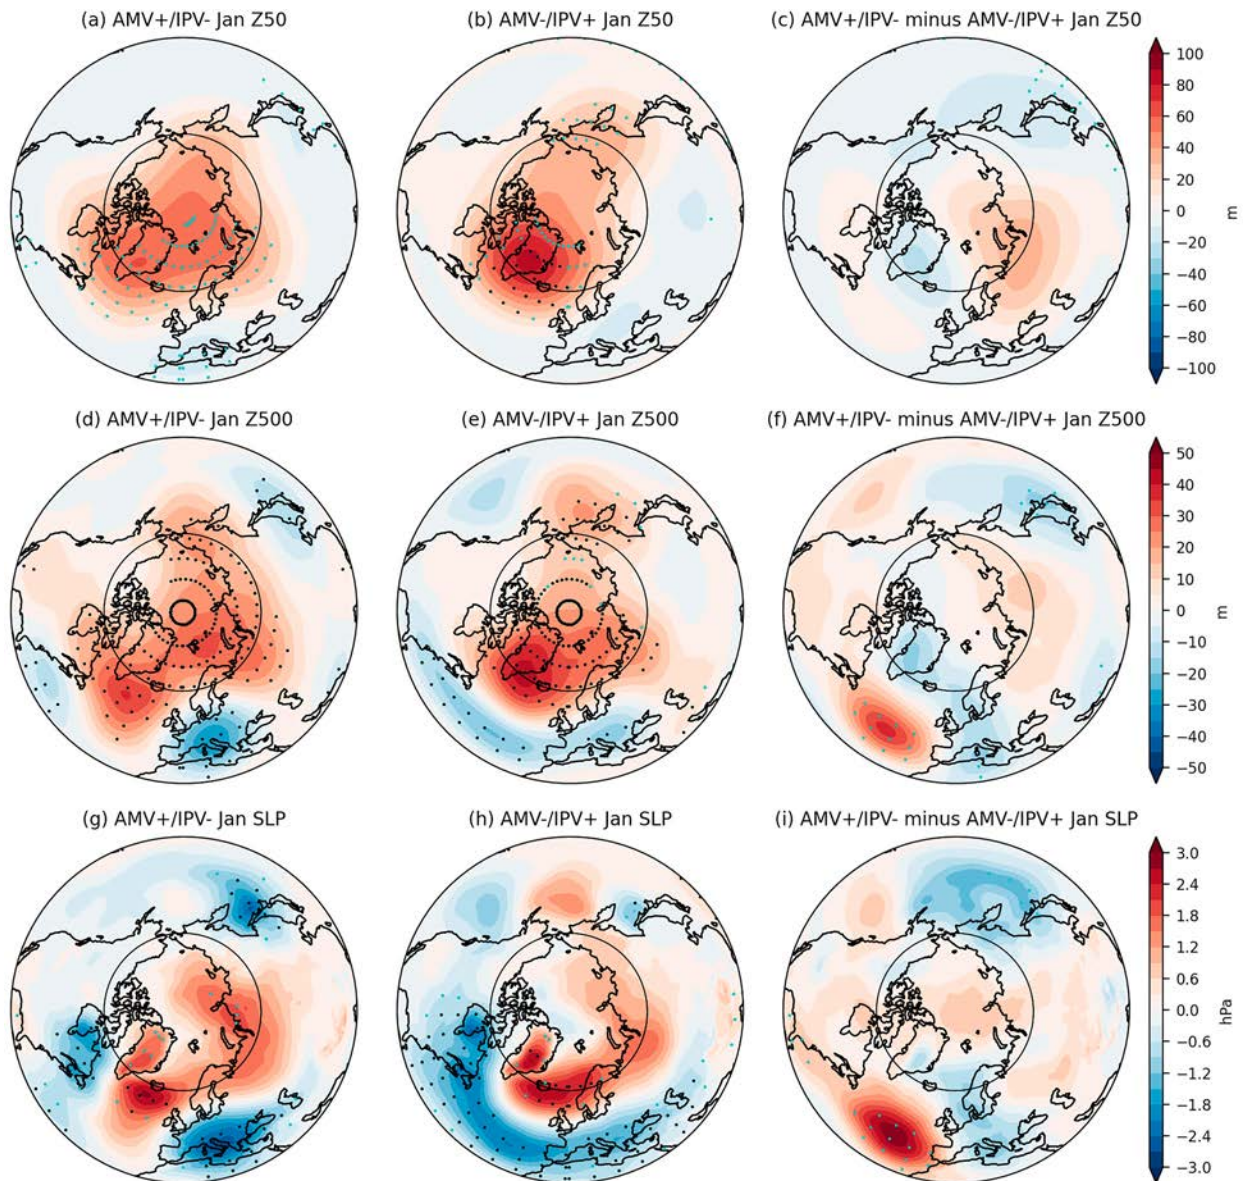 (a) AMV+/IPV- Jan Z50
(b) AMV-/IPV+ Jan Z50
(c) AMV+/IPV- minus AMV-/IPV+ Jan Z50
100
80
60
40
20
0
−20
−40
−60
−80
−100
m
(d) AMV+/IPV- Jan Z500
(e) AMV-/IPV+ Jan Z500
(f) AMV+/IPV- minus AMV-/IPV+ Jan Z500
50
40
30
20
10
0
−10
−20
−30
−40
−50
m
(g) AMV+/IPV- Jan SLP
(h) AMV-/IPV+ Jan SLP
(i) AMV+/IPV- minus AMV-/IPV+ Jan SLP
3.0
2.4
1.8
1.2
0.6
0.0
−0.6
−1.2
−1.8
−2.4
−3.0
hPa